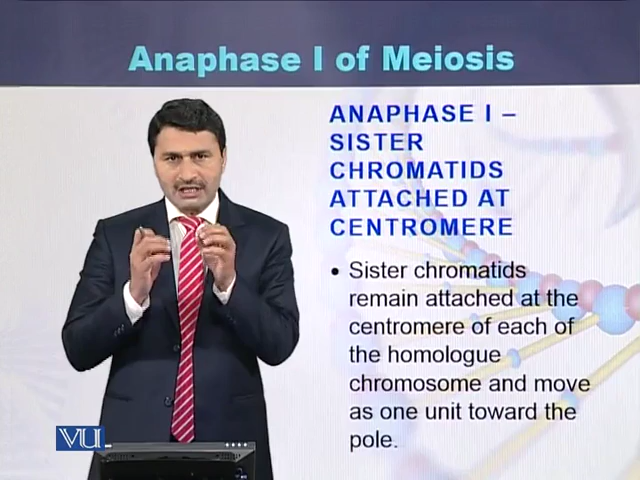 Anaphase I of Meiosis
ANAPHASE I –
SISTER
CHROMATIDS
ATTACHED AT
CENTROMERE
• Sister chromatids
remain attached at the
centromere of each of
the homologue
chromosome and move
as one unit toward the
pole.
VU